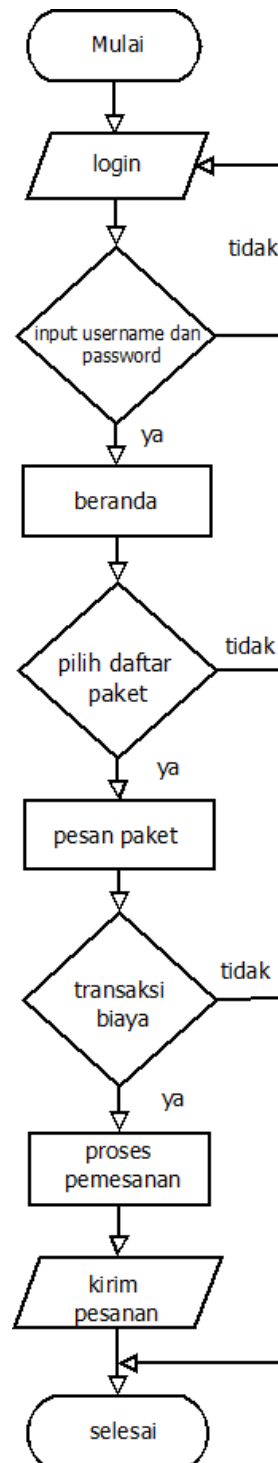 Mulai
login
tidak
input username dan
password
ya
beranda
pilih daftar
paket
tidak
ya
pesan paket
transaksi
biaya
tidak
ya
proses
pemesanan
kirim
pesanan
selesai